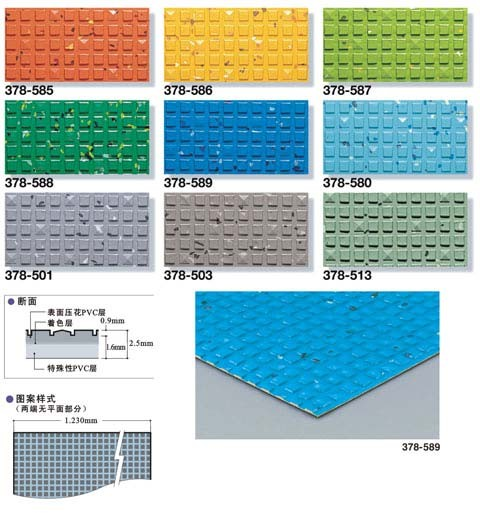 378-585
378-586
378-587
378-588
378-589
378-580
378-501
378-503
378-513
● 断面
表面压花PVC层
着色层
0.9mm
1.6mm
2.5mm
特殊性PVC层
● 图案样式
（两端无平面部分）
1.230mm
378-589